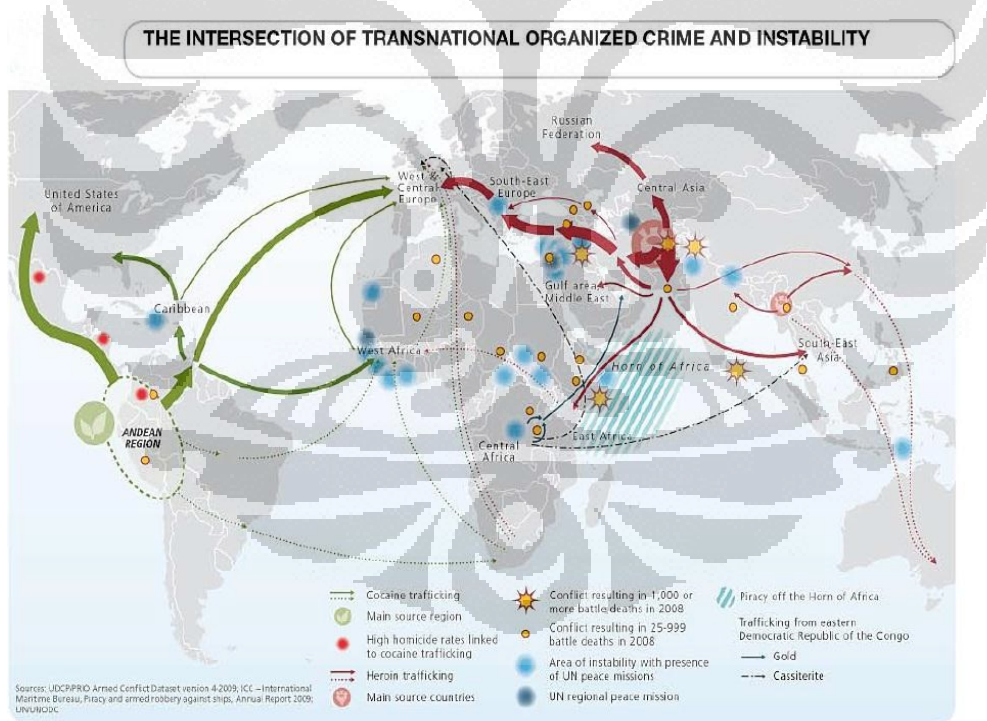 THE INTERSECTION OF TRANSNATIONAL ORGANIZED CRIME AND INSTABILITY
Russian
Federation
West &
Central
Europe
South-East
Europe
Central Asia
United States
of America
Gulf area/
Middle East
Caribbean
West Africa
Horn of Africa
South-East
Asia
ANDEAN
REGION
East Africa
Central
Africa
Cocaine trafficking
Main source region
High homicide rates linked
to cocaine trafficking
Heroin trafficking
Main source countries
Conflict resulting in 1,000 or
more battle deaths in 2008
Conflict resulting in 25-999
battle deaths in 2008
Area of instability with presence
of UN peace missions
UN regional peace mission
Piracy off the Horn of Africa
Trafficking from eastern
Democratic Republic of the Congo
Gold
Cassiterite
Sources: UDCP/PRIO Armed Conflict Dataset version 4-2009; ICC – International
Maritime Bureau, Piracy and armed robbery against ships, Annual Report 2009;
UN/UNODC